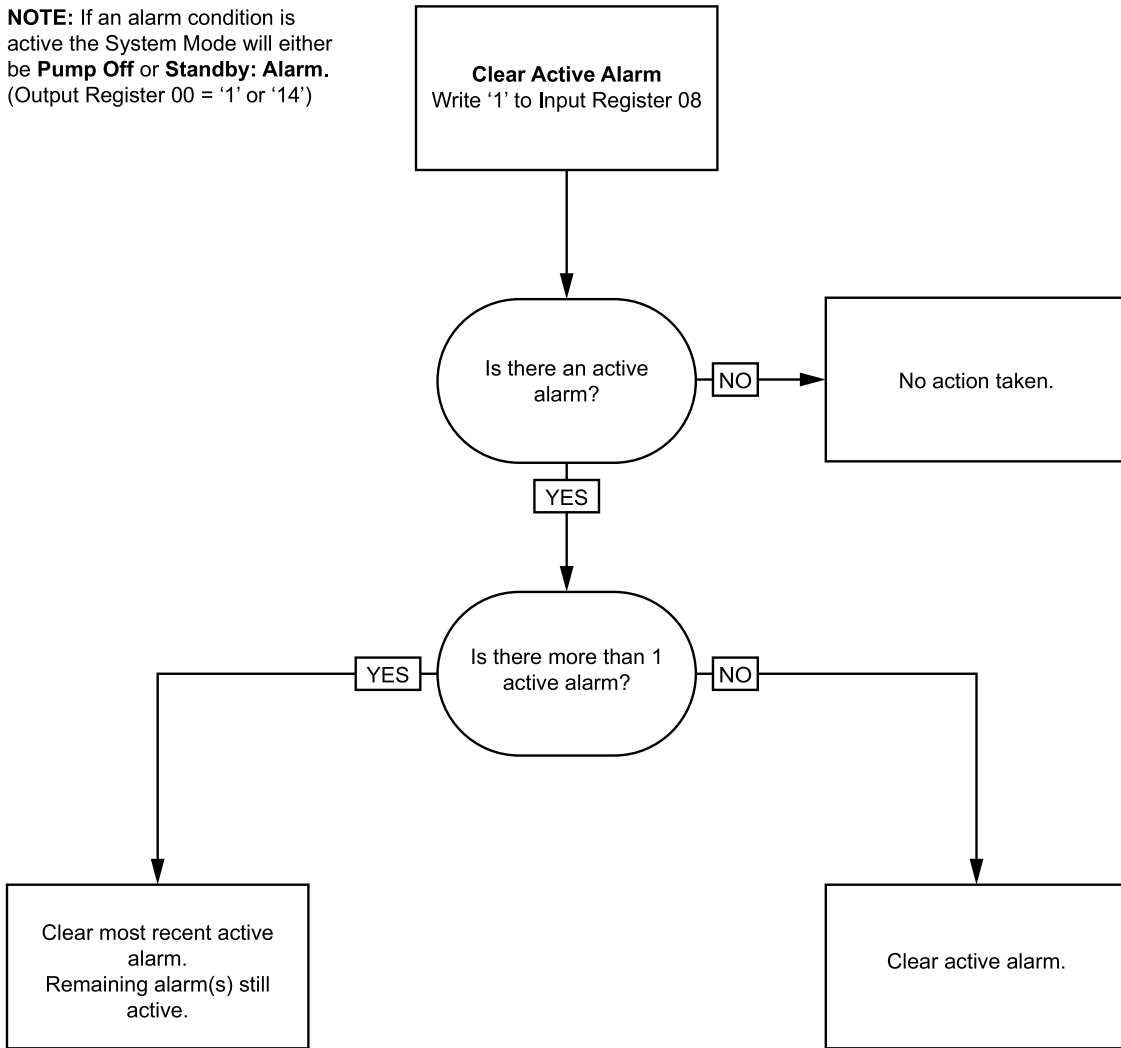 NOTE: If an alarm condition is
active the System Mode will either
be Pump Off or Standby: Alarm.
(Output Register 00 = ‘1’ or ‘14’)
Clear Active Alarm
Write ‘1’ to Input Register 08
Is there an active
alarm?
NO
No action taken.
YES
Is there more than 1
active alarm?
YES
NO
Clear most recent active
alarm.
Remaining alarm(s) still
active.
Clear active alarm.